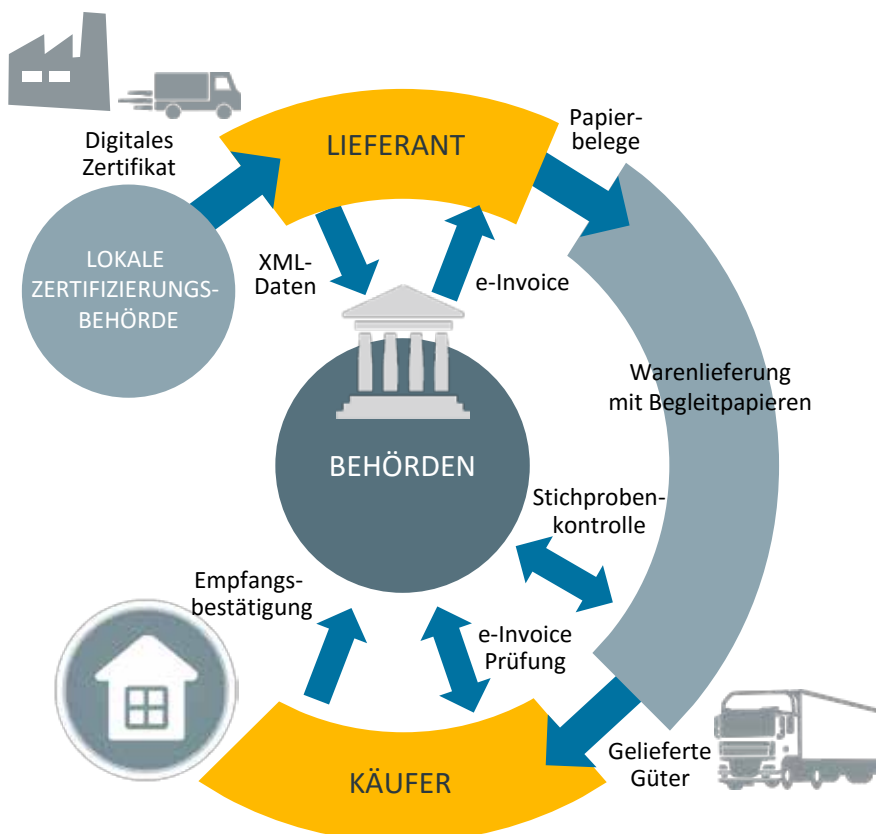 Digitales
Zertifikat
LIEFERANT
Papier-
belege
LOKALE
ZERTIFIZIERUNGS-
BEHÖRDE
XML-
Daten
e-Invoice
Warenlieferung
mit Begleitpapieren
BEHÖRDEN
Stichproben-
kontrolle
Empfangs-
bestätigung
e-Invoice
Prüfung
Gelieferte
Güter
KÄUFER